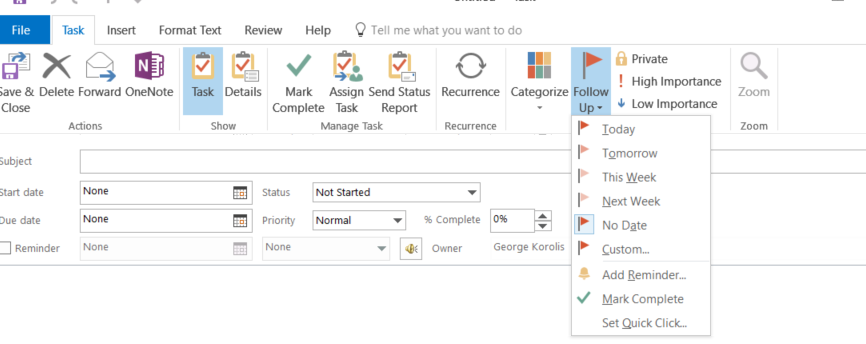 File Task Insert Format Text Review Help Tell me what you want to do
Save & Close
Delete
Forward
OneNote
Task
Details
Mark Complete
Assign Task
Send Status Report
Recurrence
Categorize
Follow Up
Private
High Importance
Low Importance
Zoom
Actions Show Manage Task Recurrence Zoom
Today
Tomorrow
This Week
Next Week
No Date
Custom...
Add Reminder...
Mark Complete
Set Quick Click...
Subject
Start date None Status Not Started
Due date None Priority Normal % Complete 0%
Reminder None None Owner George Korolis